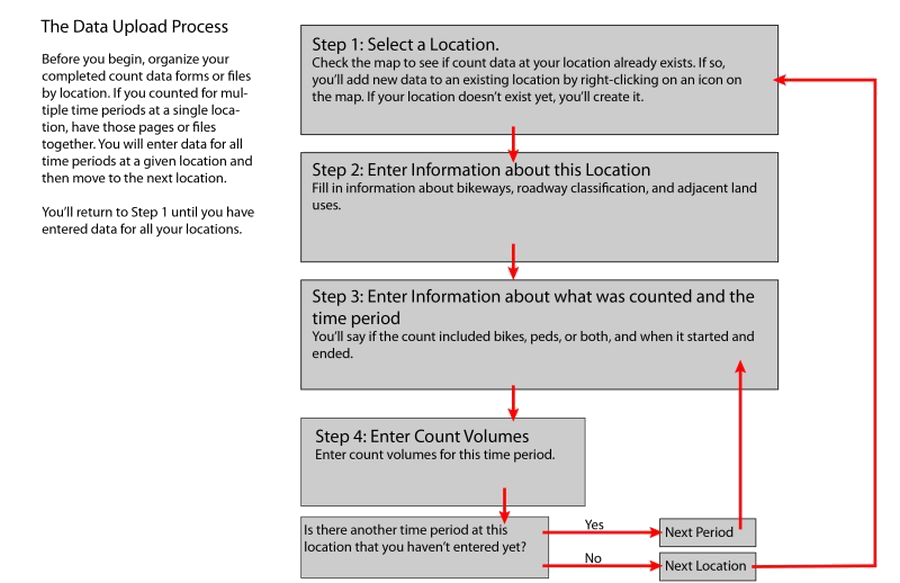 The Data Upload Process
Before you begin, organize your
completed count data forms or files
by location. If you counted for mul-
tiple time periods at a single loca-
tion, have those pages or files
together. You will enter data for all
time periods at a given location and
then move to the next location.
You'll return to Step 1 until you have
entered data for all your locations.
Step 1: Select a Location.
Check the map to see if count data at your location already exists. If so,
you'll add new data to an existing location by right-clicking on an icon on
the map. If your location doesn't exist yet, you'll create it.
Step 2: Enter Information about this Location
Fill in information about bikeways, roadway classification, and adjacent land
uses.
Step 3: Enter Information about what was counted and the
time period
You'll say if the count included bikes, peds, or both, and when it started and
ended.
Step 4: Enter Count Volumes
Enter count volumes for this time period.
Is there another time period at this
location that you haven't entered yet?
Yes
Next Period
No
Next Location